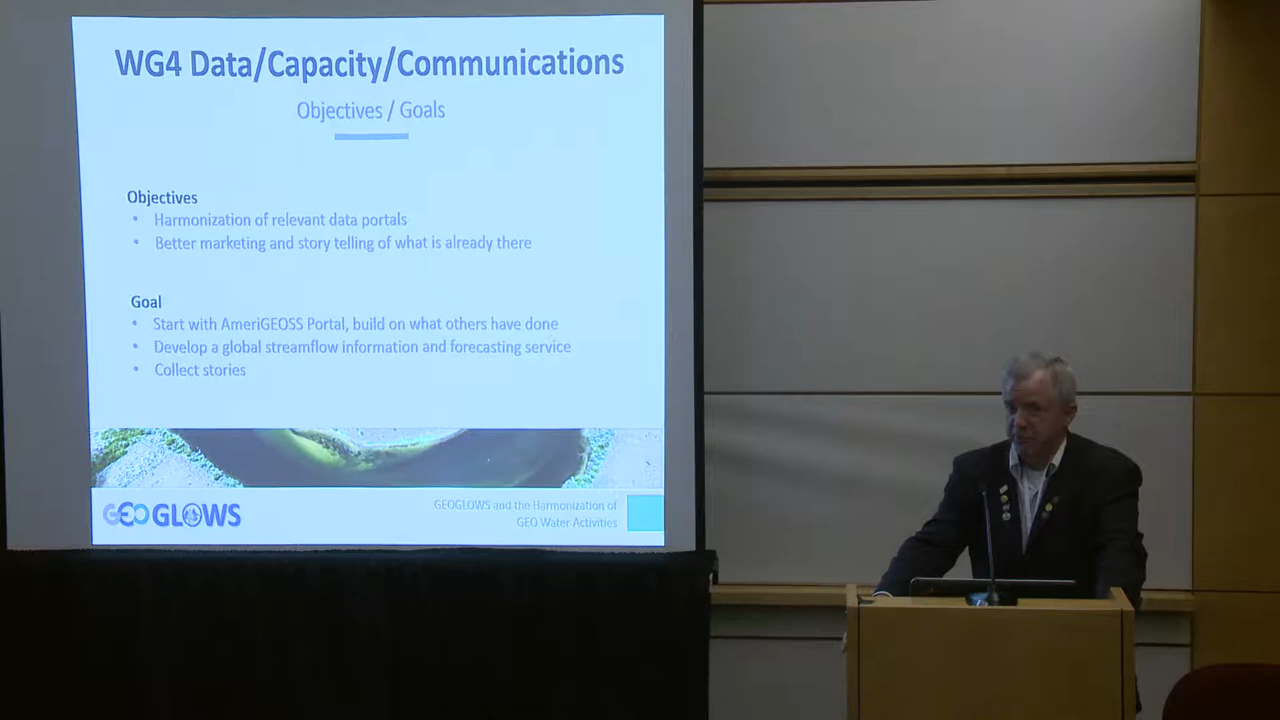 WG4 Data/Capacity/Communications
Objectives / Goals
Objectives
• Harmonization of relevant data portals
• Better marketing and story telling of what is already there
Goal
• Start with AmeriGEOSS Portal, build on what others have done
• Develop a global streamflow information and forecasting service
• Collect stories
GEOGLOWS
GEOGLOWS and the Harmonization of
GEO Water Activities